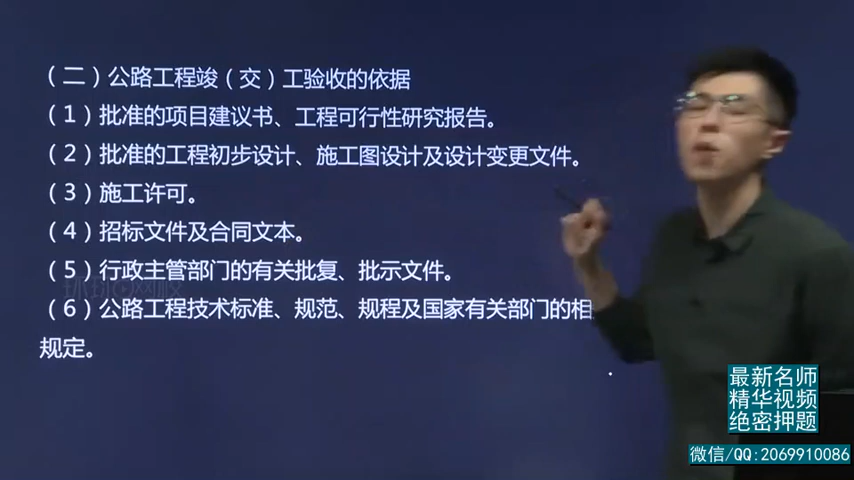 （二）公路工程竣（交）工验收的依据
（1）批准的项目建议书、工程可行性研究报告。
（2）批准的工程初步设计、施工图设计及设计变更文件。
（3）施工许可。
（4）招标文件及合同文本。
（5）行政主管部门的有关批复、批示文件。
（6）公路工程技术标准、规范、规程及国家有关部门的相
规定。
最新名师
精华视频
绝密押题
微信/QQ:2069910086